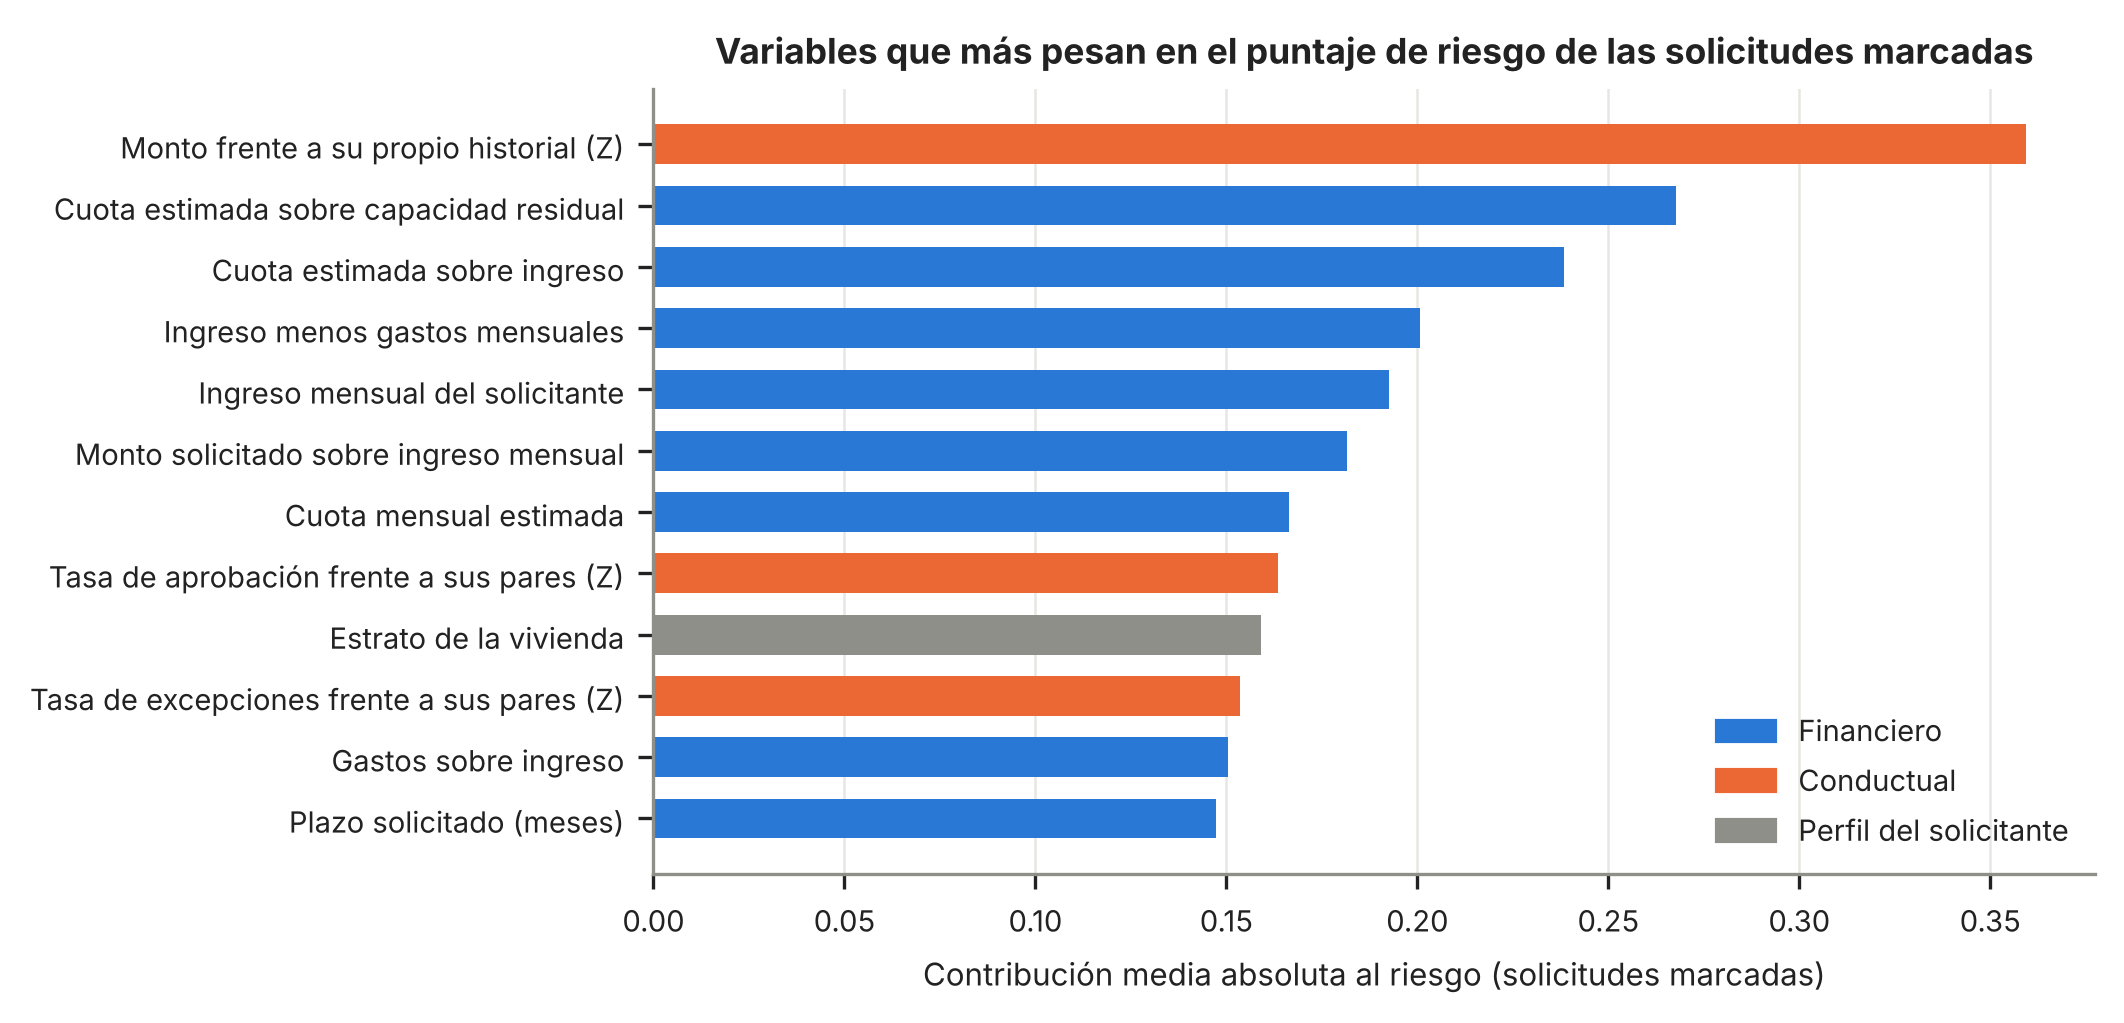 Variables que más pesan en el puntaje de riesgo de las solicitudes marcadas
Monto frente a su propio historial (Z)
Cuota estimada sobre capacidad residual
Cuota estimada sobre ingreso
Ingreso menos gastos mensuales
Ingreso mensual del solicitante
Monto solicitado sobre ingreso mensual
Cuota mensual estimada
Tasa de aprobación frente a sus pares (Z)
Estrato de la vivienda
Tasa de excepciones frente a sus pares (Z)
Gastos sobre ingreso
Plazo solicitado (meses)
Financiero
Conductual
Perfil del solicitante
0.00 0.05 0.10 0.15 0.20 0.25 0.30 0.35
Contribución media absoluta al riesgo (solicitudes marcadas)